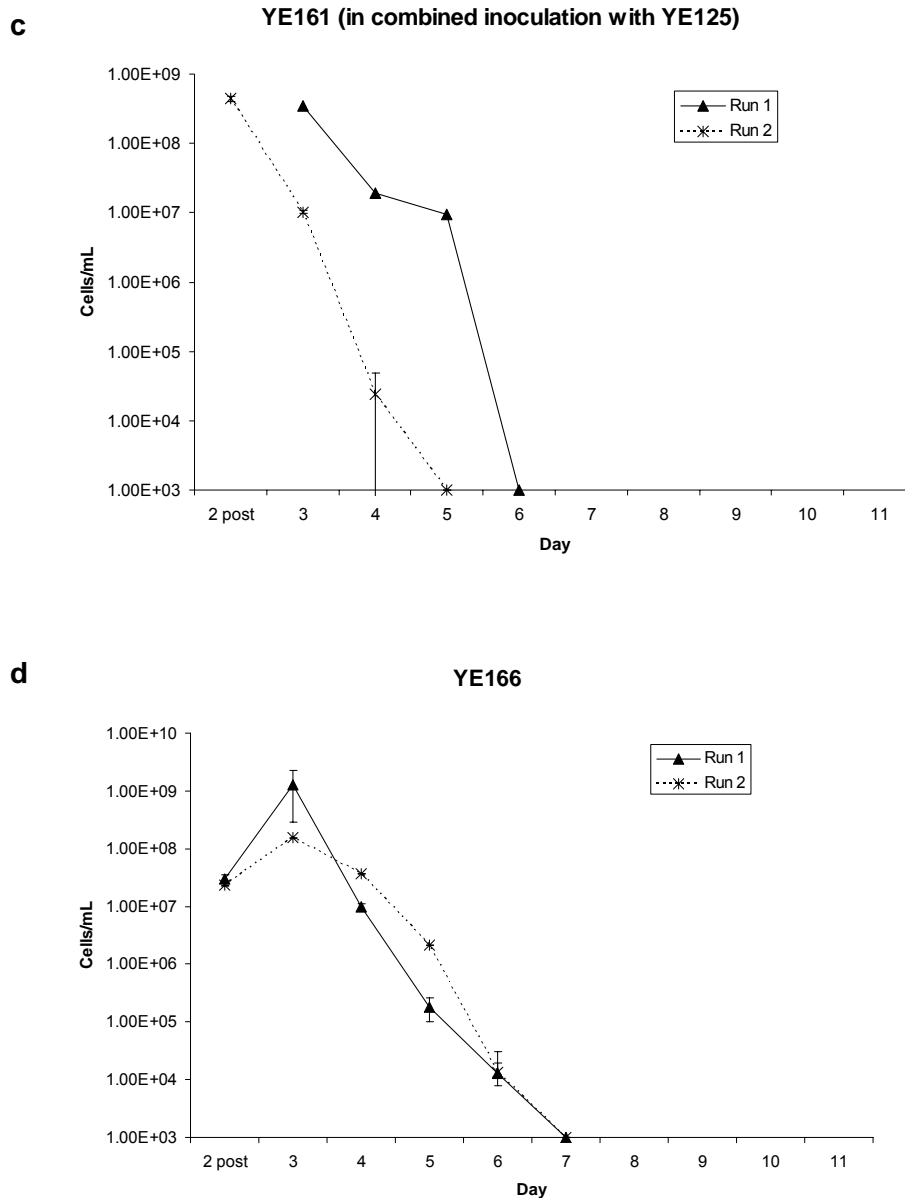 c
YE161 (in combined inoculation with YE125)
1.00E+09
1.00E+08
1.00E+07
1.00E+06
1.00E+05
1.00E+04
1.00E+03
Cells/mL
Run 1
Run 2
2 post 3 4 5 6 7 8 9 10 11
Day
d
YE166
1.00E+10
1.00E+09
1.00E+08
1.00E+07
1.00E+06
1.00E+05
1.00E+04
1.00E+03
Cells/mL
Run 1
Run 2
2 post 3 4 5 6 7 8 9 10 11
Day